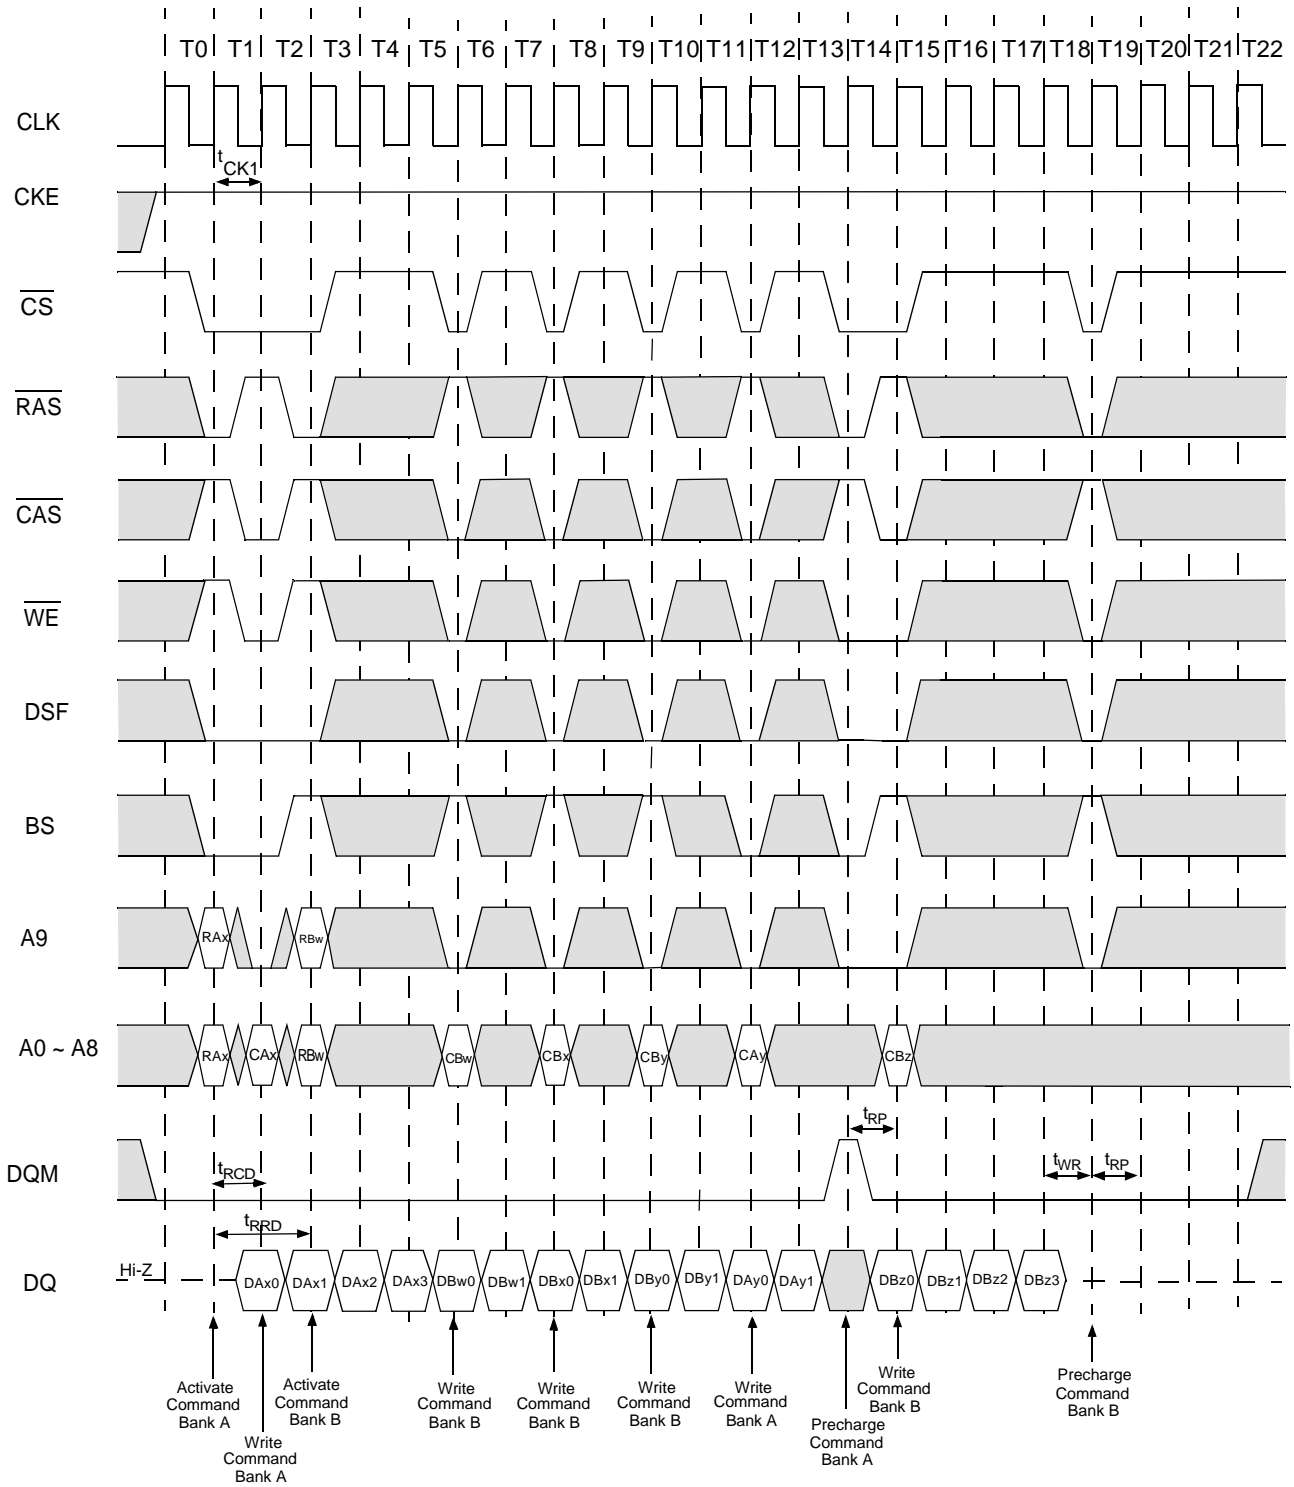 T0 T1 T2 T3 T4 T5 T6 T7 T8 T9 T10 T11 T12 T13 T14 T15 T16 T17 T18 T19 T20 T21 T22
CLK
tCK1
CKE
CS
RAS
CAS
WE
DSF
BS
A9
RAx RBw
A0 ~ A8
RAx CAx RBw CBw CBx CBy CAy CBz
tRP
DQM
tRCD
tWR tRP
tRRD
DQ
Hi-Z
DAx0 DAx1 DAx2 DAx3 DBw0 DBw1 DBx0 DBx1 DBy0 DBy1 DAy0 DAy1 DBz0 DBz1 DBz2 DBz3
Activate
Command
Bank A
Write
Command
Bank A
Activate
Command
Bank B
Write
Command
Bank B
Write
Command
Bank B
Write
Command
Bank B
Write
Command
Bank A
Precharge
Command
Bank A
Write
Command
Bank B
Precharge
Command
Bank B